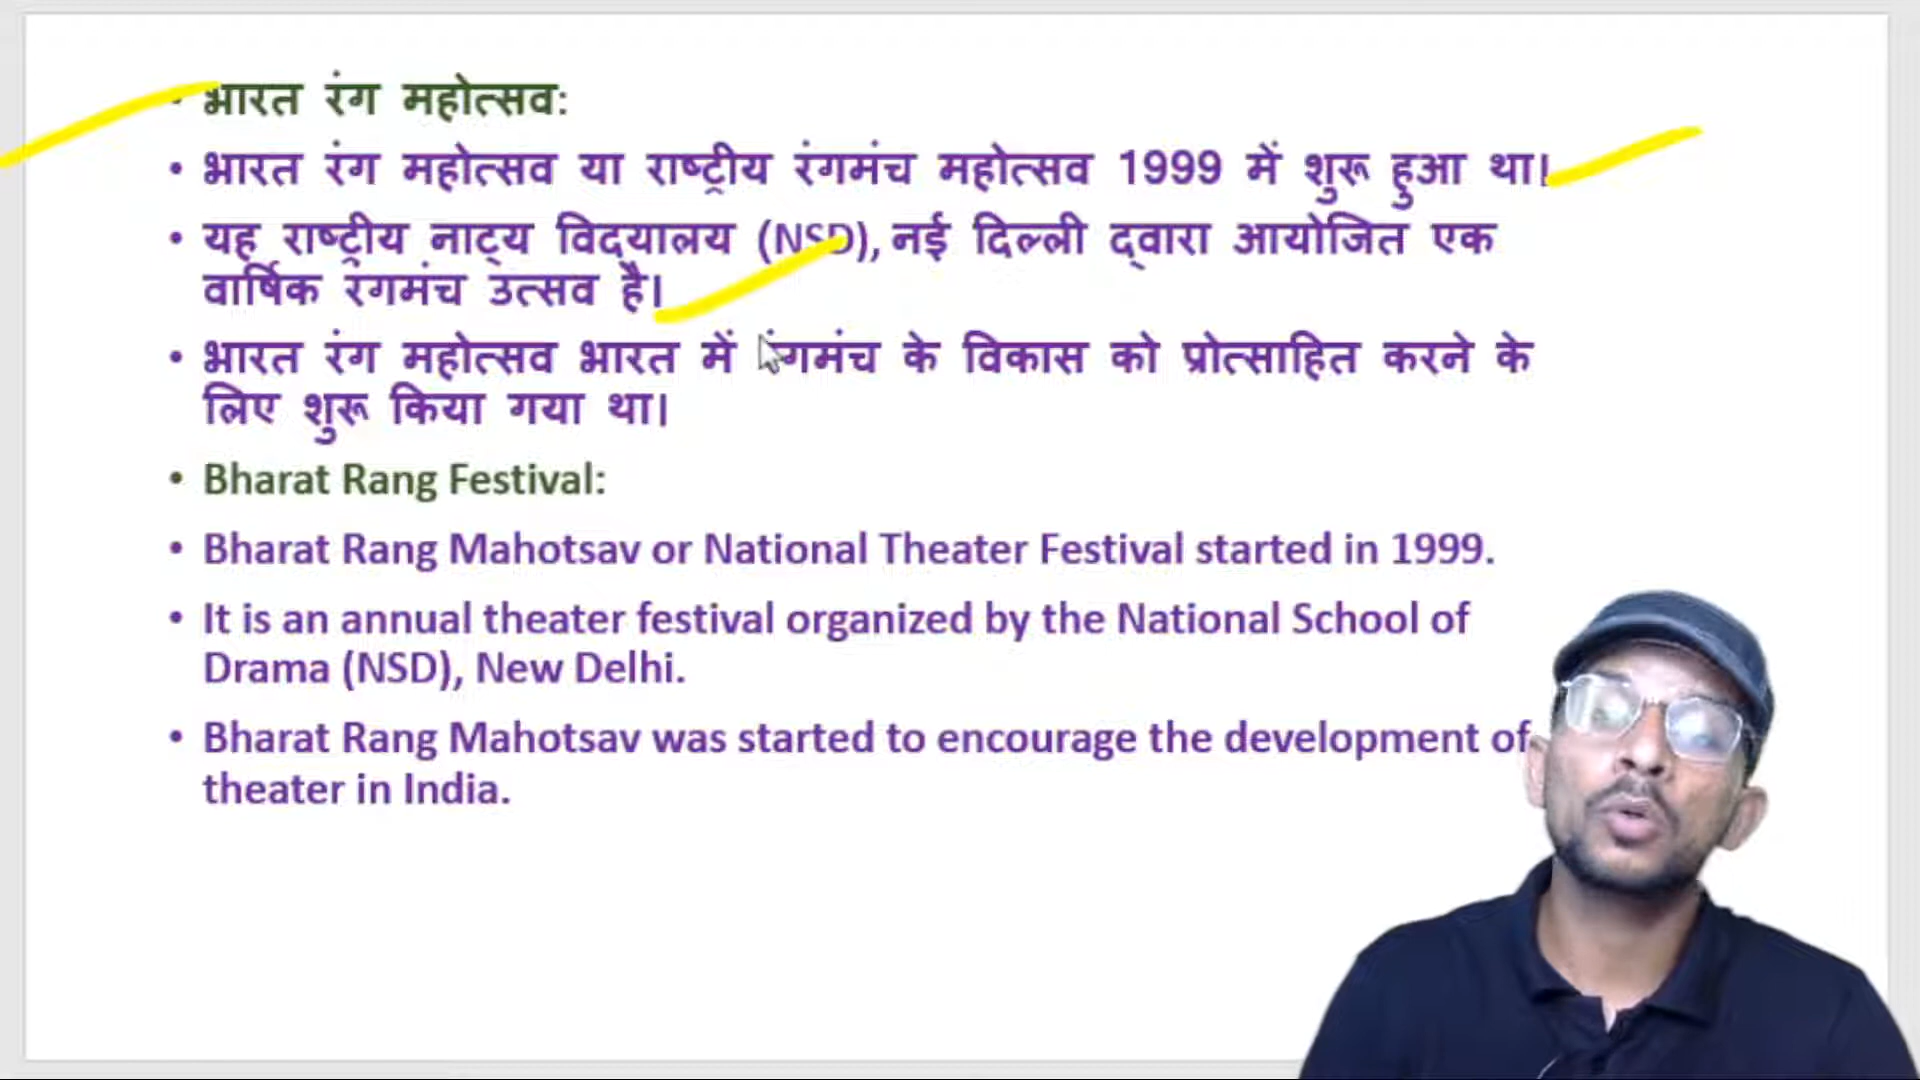 • भारत रंग महोत्सव:
• भारत रंग महोत्सव या राष्ट्रीय रंगमंच महोत्सव 1999 में शुरू हुआ था।
• यह राष्ट्रीय नाट्य विद्यालय (NSD), नई दिल्ली द्वारा आयोजित एक
वार्षिक रंगमंच उत्सव है।
• भारत रंग महोत्सव भारत में रंगमंच के विकास को प्रोत्साहित करने के
लिए शुरू किया गया था।
• Bharat Rang Festival:
• Bharat Rang Mahotsav or National Theater Festival started in 1999.
• It is an annual theater festival organized by the National School of
Drama (NSD), New Delhi.
• Bharat Rang Mahotsav was started to encourage the development of
theater in India.